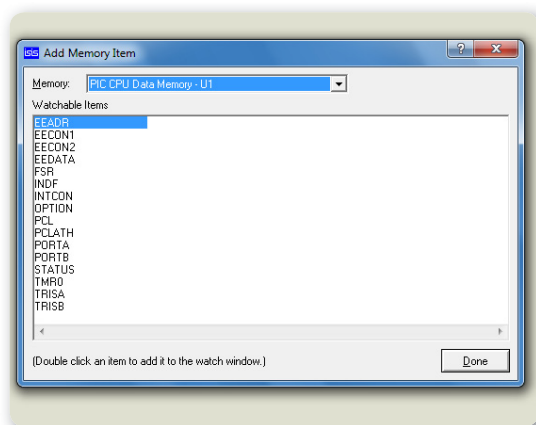 isis Add Memory Item
Memory: PIC CPU Data Memory - U1
Watchable Items
EEADR
EECON1
EECON2
EEDATA
FSR
INDF
INTCON
OPTION
PCL
PCLATH
PORTA
PORTB
STATUS
TMR0
TRISA
TRISB
(Double click an item to add it to the watch window.)
Done